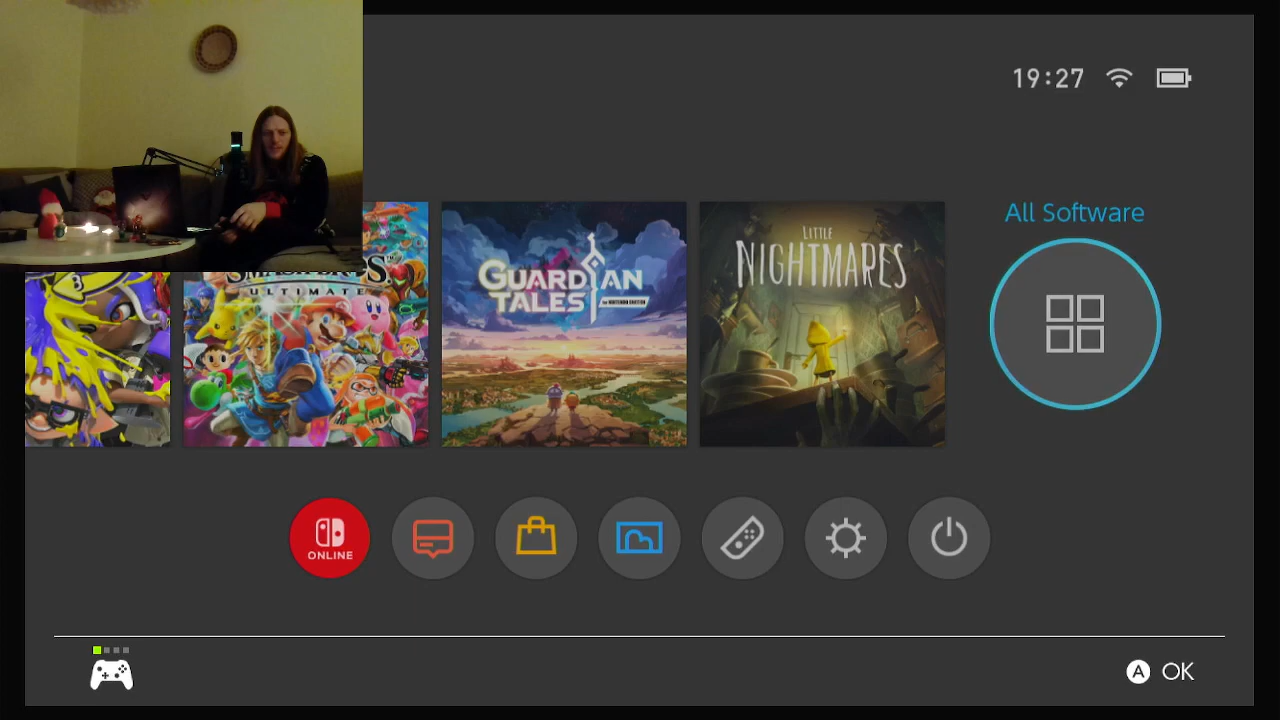 19:27
All Software
ULTIMATE
GUARDIAN
TALES
LITTLE
NIGHTMARES
ONLINE
A OK